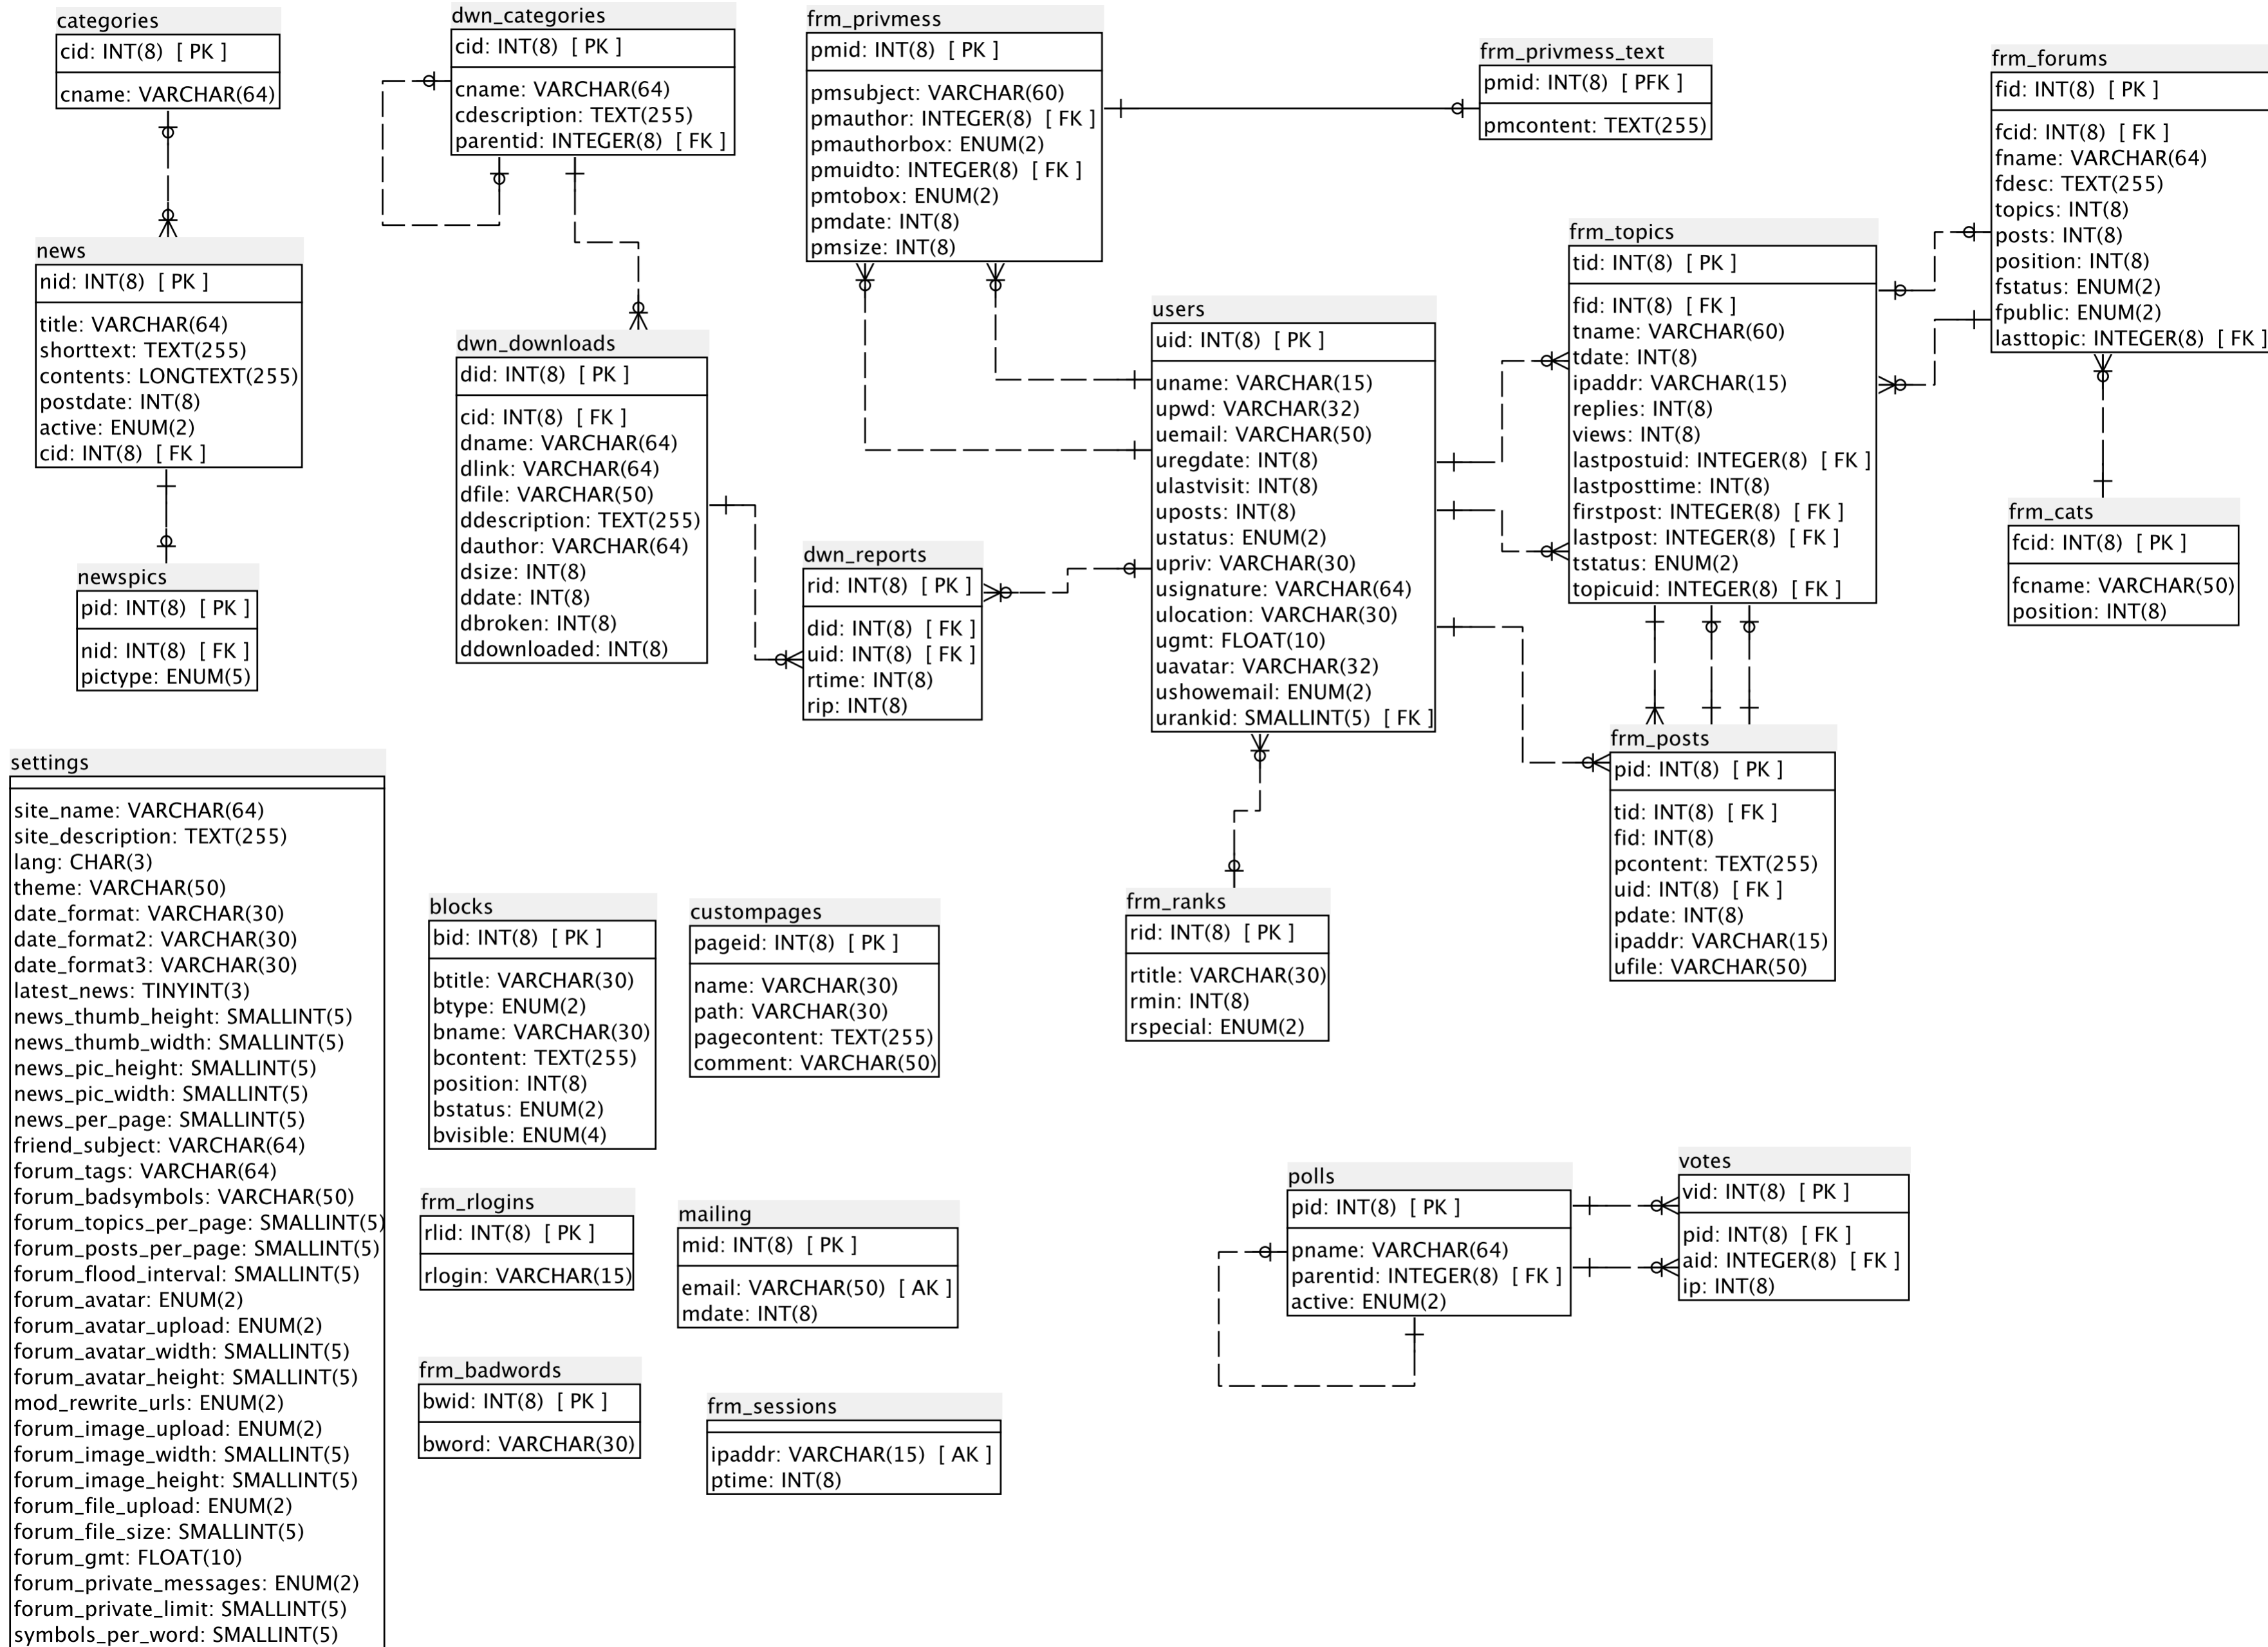 categories
cid: INT(8)  [ PK ]
cname: VARCHAR(64)
dwn_categories
cid: INT(8)  [ PK ]
cname: VARCHAR(64)
cdescription: TEXT(255)
parentid: INTEGER(8)  [ FK ]
frm_privmess
pmid: INT(8)  [ PK ]
pmsubject: VARCHAR(60)
pmauthor: INTEGER(8)  [ FK ]
pmauthorbox: ENUM(2)
pmuidto: INTEGER(8)  [ FK ]
pmtobox: ENUM(2)
pmdate: INT(8)
pmsize: INT(8)
frm_privmess_text
pmid: INT(8)  [ PFK ]
pmcontent: TEXT(255)
frm_forums
fid: INT(8)  [ PK ]
fcid: INT(8)  [ FK ]
fname: VARCHAR(64)
fdesc: TEXT(255)
topics: INT(8)
posts: INT(8)
position: INT(8)
fstatus: ENUM(2)
fpublic: ENUM(2)
lasttopic: INTEGER(8)  [ FK ]
news
nid: INT(8)  [ PK ]
title: VARCHAR(64)
shorttext: TEXT(255)
contents: LONGTEXT(255)
postdate: INT(8)
active: ENUM(2)
cid: INT(8)  [ FK ]
dwn_downloads
did: INT(8)  [ PK ]
cid: INT(8)  [ FK ]
dname: VARCHAR(64)
dlink: VARCHAR(64)
dfile: VARCHAR(50)
ddescription: TEXT(255)
dauthor: VARCHAR(64)
dsize: INT(8)
ddate: INT(8)
dbroken: INT(8)
ddownloaded: INT(8)
users
uid: INT(8)  [ PK ]
uname: VARCHAR(15)
upwd: VARCHAR(32)
uemail: VARCHAR(50)
uregdate: INT(8)
ulastvisit: INT(8)
uposts: INT(8)
ustatus: ENUM(2)
upriv: VARCHAR(30)
usignature: VARCHAR(64)
ulocation: VARCHAR(30)
ugmt: FLOAT(10)
uavatar: VARCHAR(32)
ushowemail: ENUM(2)
urankid: SMALLINT(5)  [ FK ]
frm_topics
tid: INT(8)  [ PK ]
fid: INT(8)  [ FK ]
tname: VARCHAR(60)
tdate: INT(8)
ipaddr: VARCHAR(15)
replies: INT(8)
views: INT(8)
lastpostuid: INTEGER(8)  [ FK ]
lastposttime: INT(8)
firstpost: INTEGER(8)  [ FK ]
lastpost: INTEGER(8)  [ FK ]
tstatus: ENUM(2)
topicuid: INTEGER(8)  [ FK ]
frm_cats
fcid: INT(8)  [ PK ]
fcname: VARCHAR(50)
position: INT(8)
newspics
pid: INT(8)  [ PK ]
nid: INT(8)  [ FK ]
pictype: ENUM(5)
dwn_reports
rid: INT(8)  [ PK ]
did: INT(8)  [ FK ]
uid: INT(8)  [ FK ]
rtime: INT(8)
rip: INT(8)
frm_posts
pid: INT(8)  [ PK ]
tid: INT(8)  [ FK ]
fid: INT(8)
pcontent: TEXT(255)
uid: INT(8)  [ FK ]
pdate: INT(8)
ipaddr: VARCHAR(15)
ufile: VARCHAR(50)
settings
site_name: VARCHAR(64)
site_description: TEXT(255)
lang: CHAR(3)
theme: VARCHAR(50)
date_format: VARCHAR(30)
date_format2: VARCHAR(30)
date_format3: VARCHAR(30)
latest_news: TINYINT(3)
news_thumb_height: SMALLINT(5)
news_thumb_width: SMALLINT(5)
news_pic_height: SMALLINT(5)
news_pic_width: SMALLINT(5)
news_per_page: SMALLINT(5)
friend_subject: VARCHAR(64)
forum_tags: VARCHAR(64)
forum_badsymbols: VARCHAR(50)
forum_topics_per_page: SMALLINT(5)
forum_posts_per_page: SMALLINT(5)
forum_flood_interval: SMALLINT(5)
forum_avatar: ENUM(2)
forum_avatar_upload: ENUM(2)
forum_avatar_width: SMALLINT(5)
forum_avatar_height: SMALLINT(5)
mod_rewrite_urls: ENUM(2)
forum_image_upload: ENUM(2)
forum_image_width: SMALLINT(5)
forum_image_height: SMALLINT(5)
forum_file_upload: ENUM(2)
forum_file_size: SMALLINT(5)
forum_gmt: FLOAT(10)
forum_private_messages: ENUM(2)
forum_private_limit: SMALLINT(5)
symbols_per_word: SMALLINT(5)
blocks
bid: INT(8)  [ PK ]
btitle: VARCHAR(30)
btype: ENUM(2)
bname: VARCHAR(30)
bcontent: TEXT(255)
position: INT(8)
bstatus: ENUM(2)
bvisible: ENUM(4)
custompages
pageid: INT(8)  [ PK ]
name: VARCHAR(30)
path: VARCHAR(30)
pagecontent: TEXT(255)
comment: VARCHAR(50)
frm_ranks
rid: INT(8)  [ PK ]
rtitle: VARCHAR(30)
rmin: INT(8)
rspecial: ENUM(2)
frm_rlogins
rlid: INT(8)  [ PK ]
rlogin: VARCHAR(15)
mailing
mid: INT(8)  [ PK ]
email: VARCHAR(50)  [ AK ]
mdate: INT(8)
polls
pid: INT(8)  [ PK ]
pname: VARCHAR(64)
parentid: INTEGER(8)  [ FK ]
active: ENUM(2)
votes
vid: INT(8)  [ PK ]
pid: INT(8)  [ FK ]
aid: INTEGER(8)  [ FK ]
ip: INT(8)
frm_badwords
bwid: INT(8)  [ PK ]
bword: VARCHAR(30)
frm_sessions
ipaddr: VARCHAR(15)  [ AK ]
ptime: INT(8)